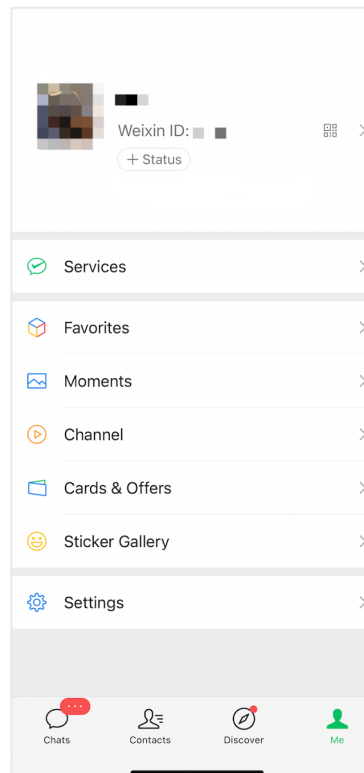 Weixin ID:
+ Status
Services
Favorites
Moments
Channel
Cards & Offers
Sticker Gallery
Settings
Chats
Contacts
Discover
Me